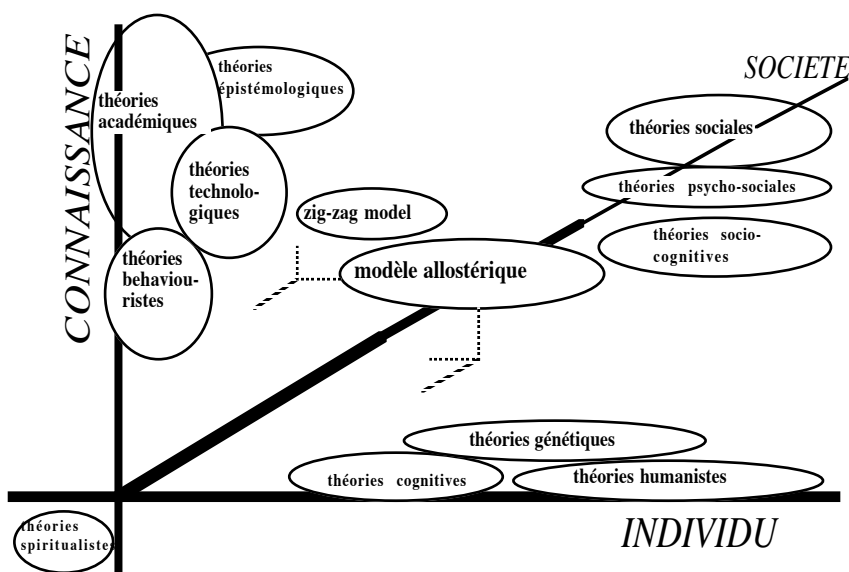 CONNAISSANCE
théories
épistémologiques
théories
académiques
SOCIETE
théories sociales
théories
technolo-
giques
théories psycho-sociales
zig-zag model
théories socio-
cognitives
théories
behaviou-
ristes
modèle allostérique
théories génétiques
théories cognitives
théories humanistes
INDIVIDU
théories
spiritualistes